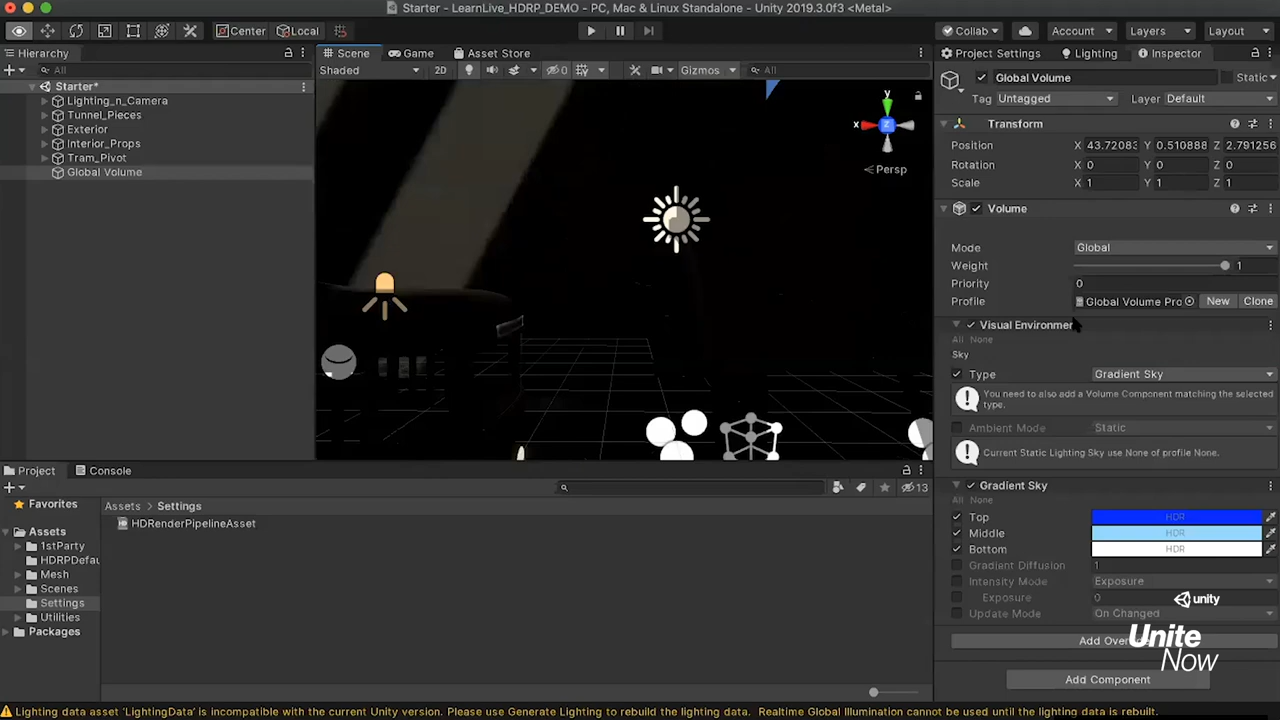 Starter - LearnLive_HDRP_DEMO - PC, Mac & Linux Standalone - Unity 2019.3.0f3 <Metal>
Center Local Collab Account Layers Layout
Hierarchy Scene Game Asset Store Project Settings Lighting Inspector
All Shaded 2D 0 Gizmos All Global Volume Static
Starter*
Tag Untagged Layer Default
Lighting_n_Camera
Tunnel_Pieces
Exterior
Interior_Props
Tram_Pivot
Global Volume
y
x z
Persp
Transform
Position X 43.7208 Y 0.510888 Z 2.791256
Rotation X 0 Y 0 Z 0
Scale X 1 Y 1 Z 1
Volume
Mode Global
Weight 1
Priority 0
Profile Global Volume Pro New Clone
Visual Environmen
All None
Sky
Type Gradient Sky
You need to also add a Volume Component matching the selected
type.
Ambient Mode Static
Current Static Lighting Sky use None of profile None.
Gradient Sky
All None
Top HDR
Middle HDR
Bottom HDR
Gradient Diffusion 1
Intensity Mode Exposure
Exposure 0
Update Mode On Changed
Add Over
Add Component
Project Console
13
Favorites
Assets
1stParty
HDRPDefau
Mesh
Scenes
Settings
Utilities
Packages
Assets > Settings
HDRenderPipelineAsset
unity
Unite
Now
Lighting data asset 'LightingData' is incompatible with the current Unity version. Please use Generate Lighting to rebuild the lighting data. Realtime Global Illumination cannot be used until the lighting data is rebuilt.